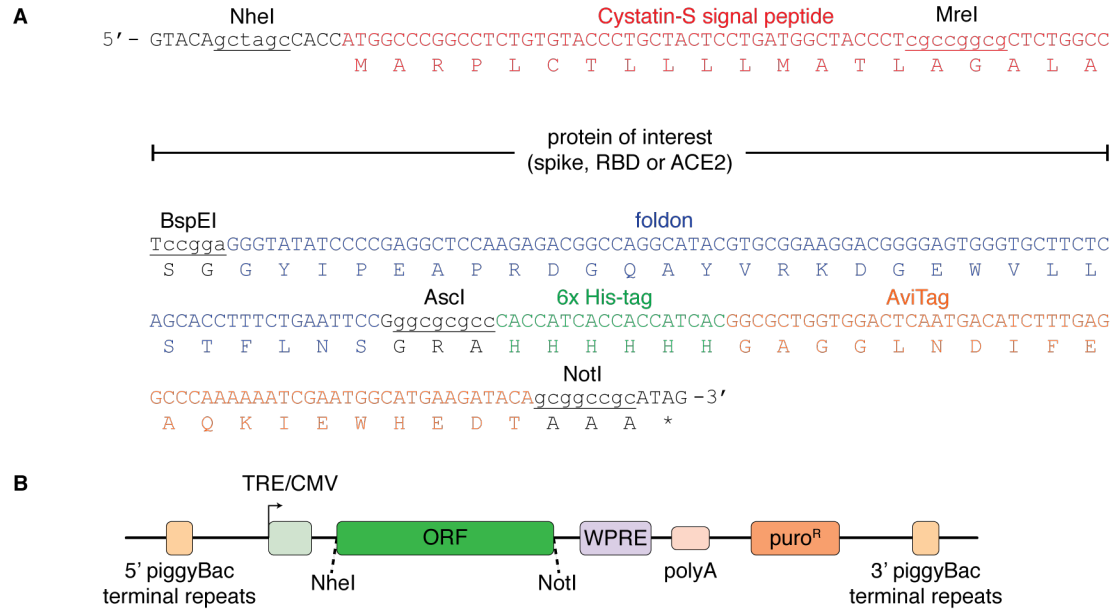 A
NheI Cystatin-S signal peptide MreI
5′- GTACAgctagcCACCATGGCCCGGCCTCTGTGTACCCTGCTACTCCTGATGGCTACCCTcgccggcgCTCTGGCC
M A R P L C T L L L L M A T L A G A L A
protein of interest
(spike, RBD or ACE2)
BspEI foldon
TccggaGGGTATATCCCCGAGGCTCCAAGAGACGGCCAGGCATACGTGCGGAAGGACGGGGAGTGGGTGCTTCTC
S G G Y I P E A P R D G Q A Y V R K D G E W V L L
AscI 6x His-tag AviTag
AGCACCTTTCTGAATTCCGggcgcgccCACCATCACCACCATCACGGCGCTGGTGGACTCAATGACATCTTTGAG
S T F L N S G R A H H H H H H G A G G L N D I F E
NotI
GCCCAAAAAATCGAATGGCATGAAGATACAgcggccgcATAG-3′
A Q K I E W H E D T A A A *
B
TRE/CMV
ORF WPRE puroR
NheI NotI polyA
5′ piggyBac 3′ piggyBac
terminal repeats terminal repeats